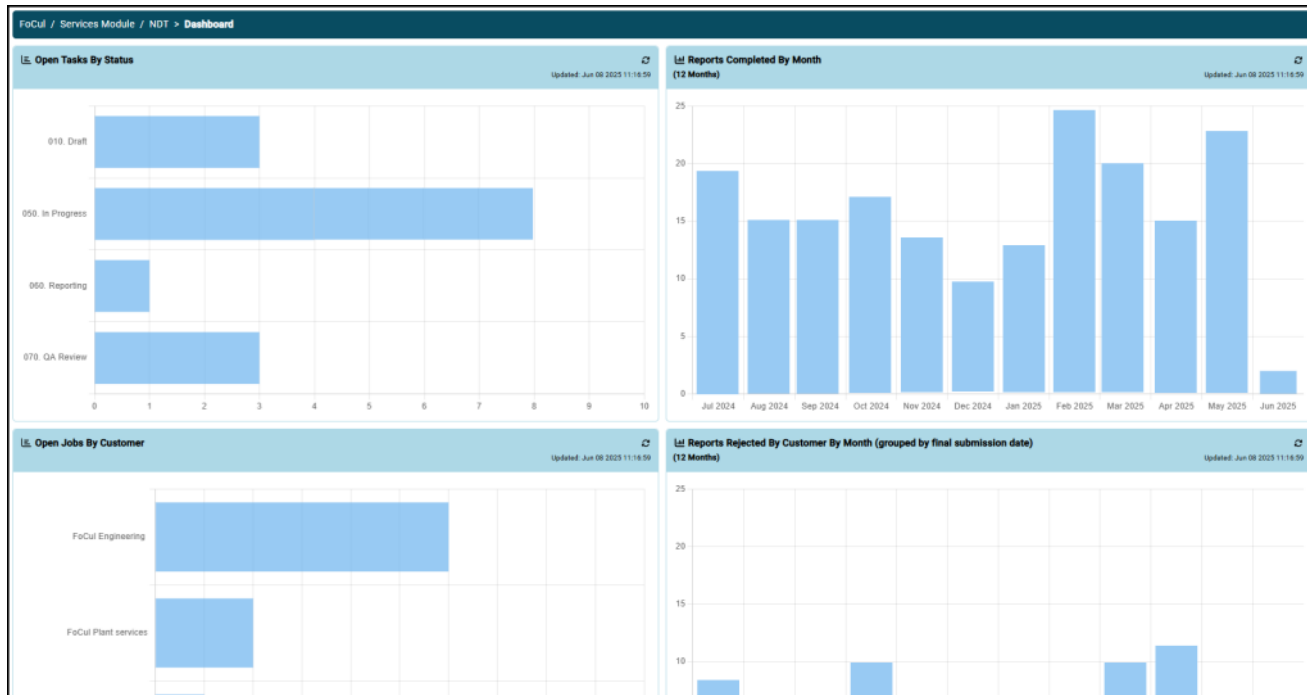 FoCul / Services Module / NDT > Dashboard
Open Tasks By Status
Updated: Jun 08 2025 11:16:59
010. Draft
050. In Progress
060. Reporting
070. QA Review
0 1 2 3 4 5 6 7 8 9 10
Reports Completed By Month
(12 Months)
Updated: Jun 08 2025 11:16:59
25
20
15
10
5
0
Jul 2024 Aug 2024 Sep 2024 Oct 2024 Nov 2024 Dec 2024 Jan 2025 Feb 2025 Mar 2025 Apr 2025 May 2025 Jun 2025
Open Jobs By Customer
Updated: Jun 08 2025 11:16:59
FoCul Engineering
FoCul Plant services
Reports Rejected By Customer By Month (grouped by final submission date)
(12 Months)
Updated: Jun 08 2025 11:16:59
25
20
15
10